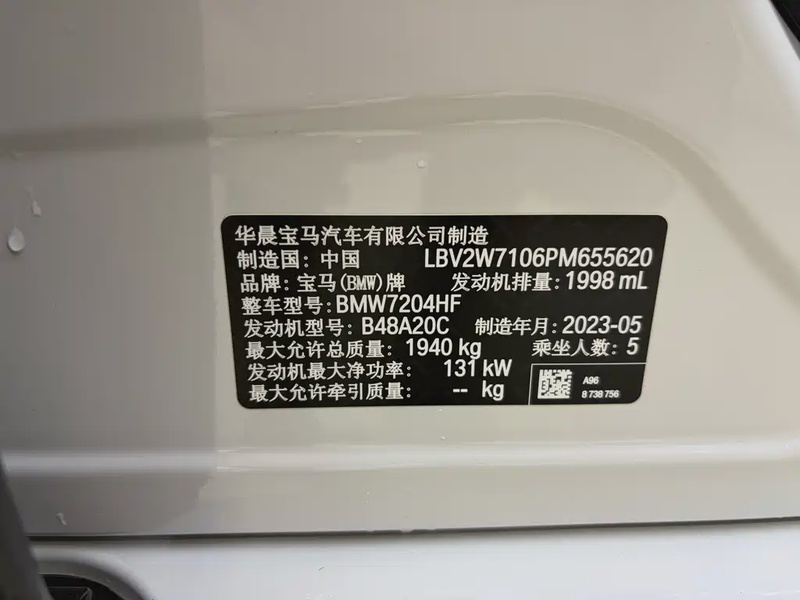 华晨宝马汽车有限公司制造
制造国：中国 LBV2W7106PM655620
品牌：宝马(BMW)牌 发动机排量：1998 mL
整车型号：BMW7204HF
发动机型号：B48A20C 制造年月：2023-05
最大允许总质量：1940 kg 乘坐人数：5
发动机最大净功率：131 kW
最大允许牵引质量：-- kg
A96
8 738 756